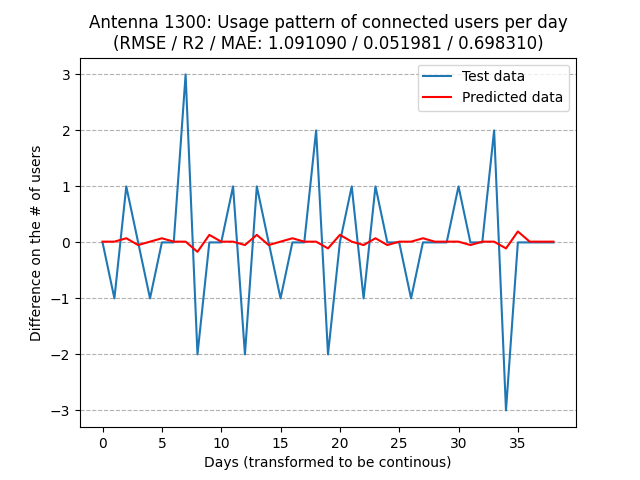 Antenna 1300: Usage pattern of connected users per day
(RMSE / R2 / MAE: 1.091090 / 0.051981 / 0.698310)
Test data
Predicted data
Difference on the # of users
3
2
1
0
−1
−2
−3
0 5 10 15 20 25 30 35
Days (transformed to be continous)